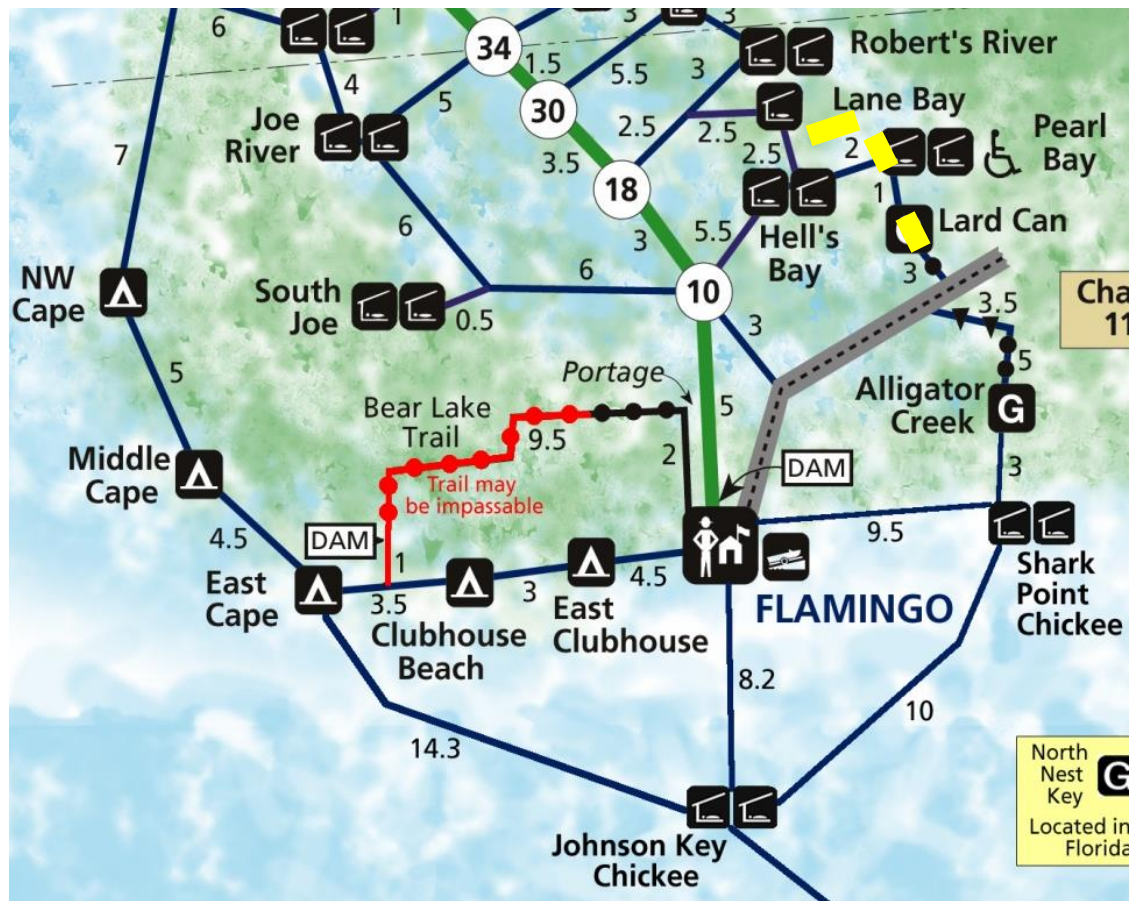 6
1
3
3
34
1.5
5.5
3
Robert's River
4
5
30
Lane Bay
Joe
River
2.5
2.5
2
Pearl
Bay
7
3.5
18
2.5
1
6
3
5.5
Hell's
Bay
Lard Can
3
NW
Cape
South
Joe
0.5
6
10
3.5
Cha
11
3
5
Portage
5
Alligator
Creek
G
Bear Lake
Trail
9.5
2
Middle
Cape
Trail may
be impassable
DAM
3
4.5
DAM
9.5
1
East
Cape
3.5
3
4.5
Clubhouse
Beach
East
Clubhouse
FLAMINGO
Shark
Point
Chickee
8.2
10
14.3
North
Nest
Key
G
Located in
Florida
Johnson Key
Chickee